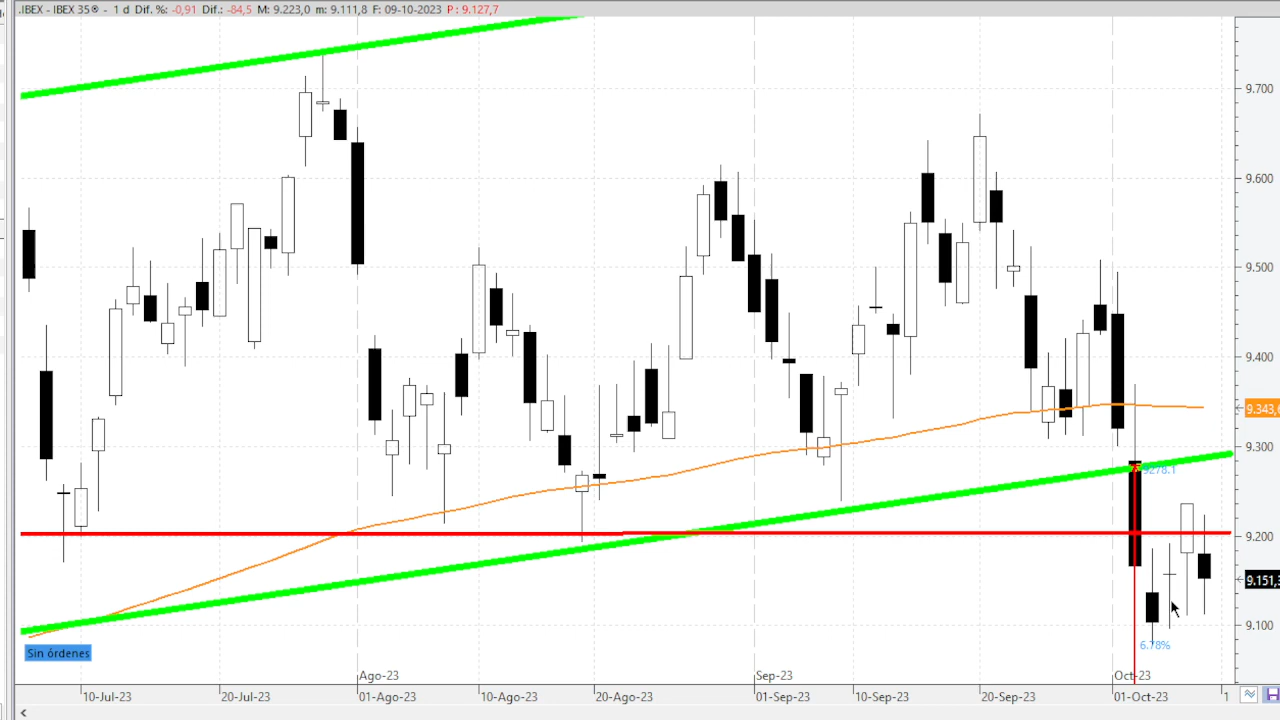 .IBEX - IBEX 35® - 1 d Dif. %: -0,91 Dif.: -84,5 M: 9.223,0 m: 9.111,8 F: 09-10-2023 P: 9.127,7
9.700
9.600
9.500
9.400
9.343,
9.300
9278.1
9.200
9.151,
9.100
6.78%
Sin órdenes
Ago-23 Sep-23 Oct-23
10-Jul-23 20-Jul-23 01-Ago-23 10-Ago-23 20-Ago-23 01-Sep-23 10-Sep-23 20-Sep-23 01-Oct-23 1